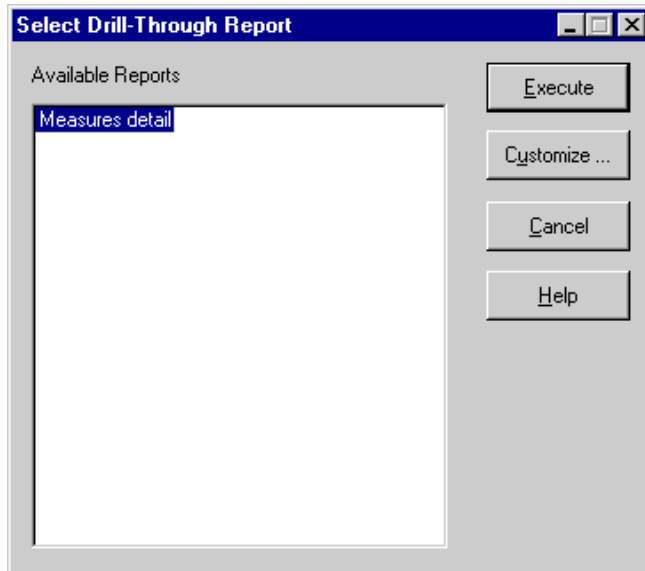 Select Drill-Through Report
Available Reports
Measures detail
Execute
Customize ...
Cancel
Help